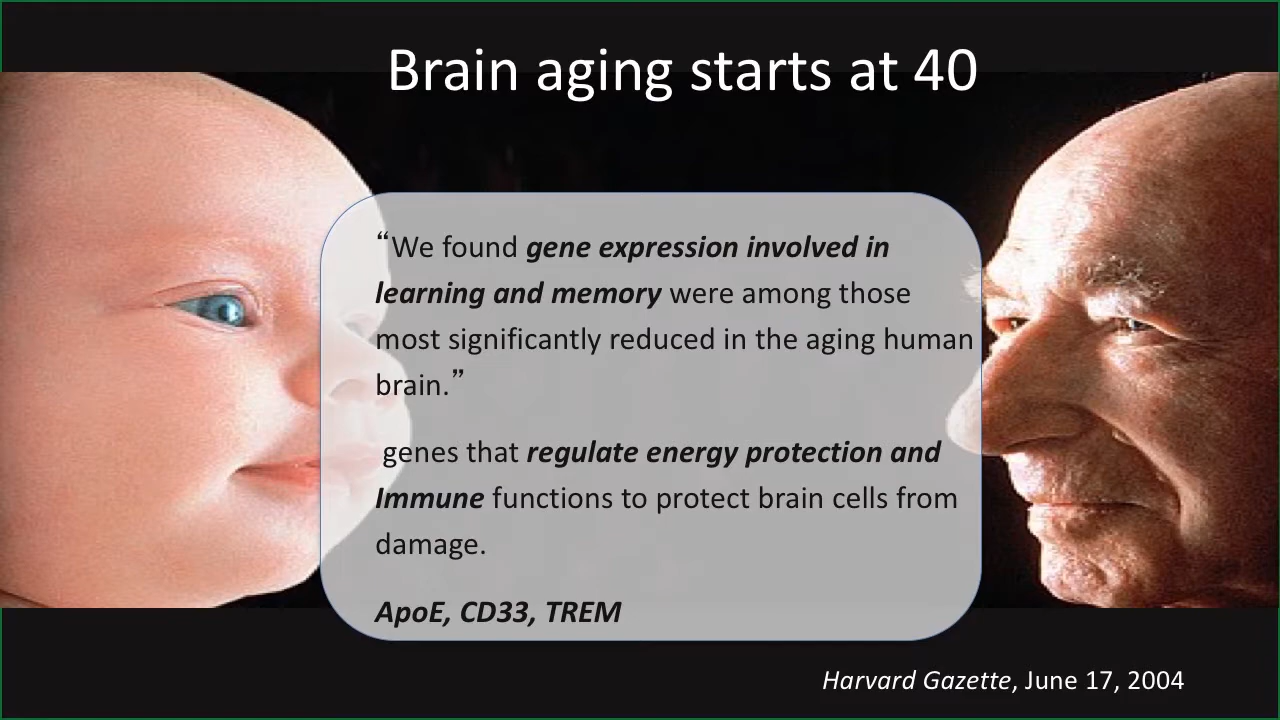 Brain aging starts at 40
“We found gene expression involved in
learning and memory were among those
most significantly reduced in the aging human
brain.”
genes that regulate energy protection and
Immune functions to protect brain cells from
damage.
ApoE, CD33, TREM
Harvard Gazette, June 17, 2004